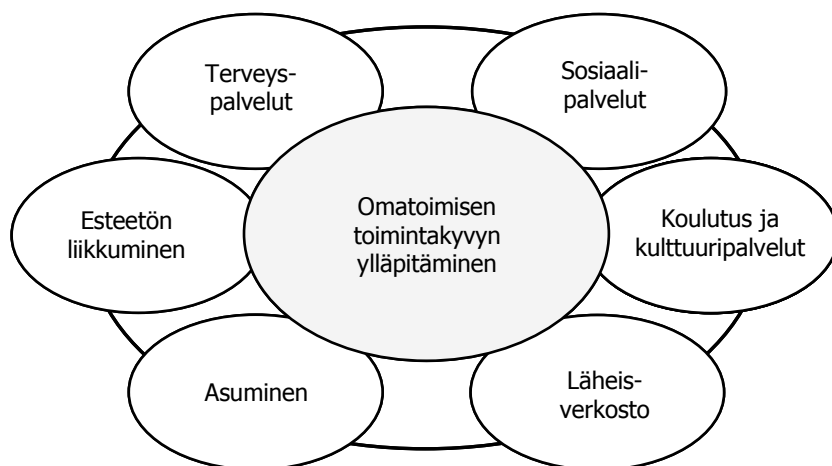 Terveys-
palvelut
Sosiaali-
palvelut
Esteetön
liikkuminen
Omatoimisen
toimintakyvyn
ylläpitäminen
Koulutus ja
kulttuuripalvelut
Asuminen
Läheis-
verkosto